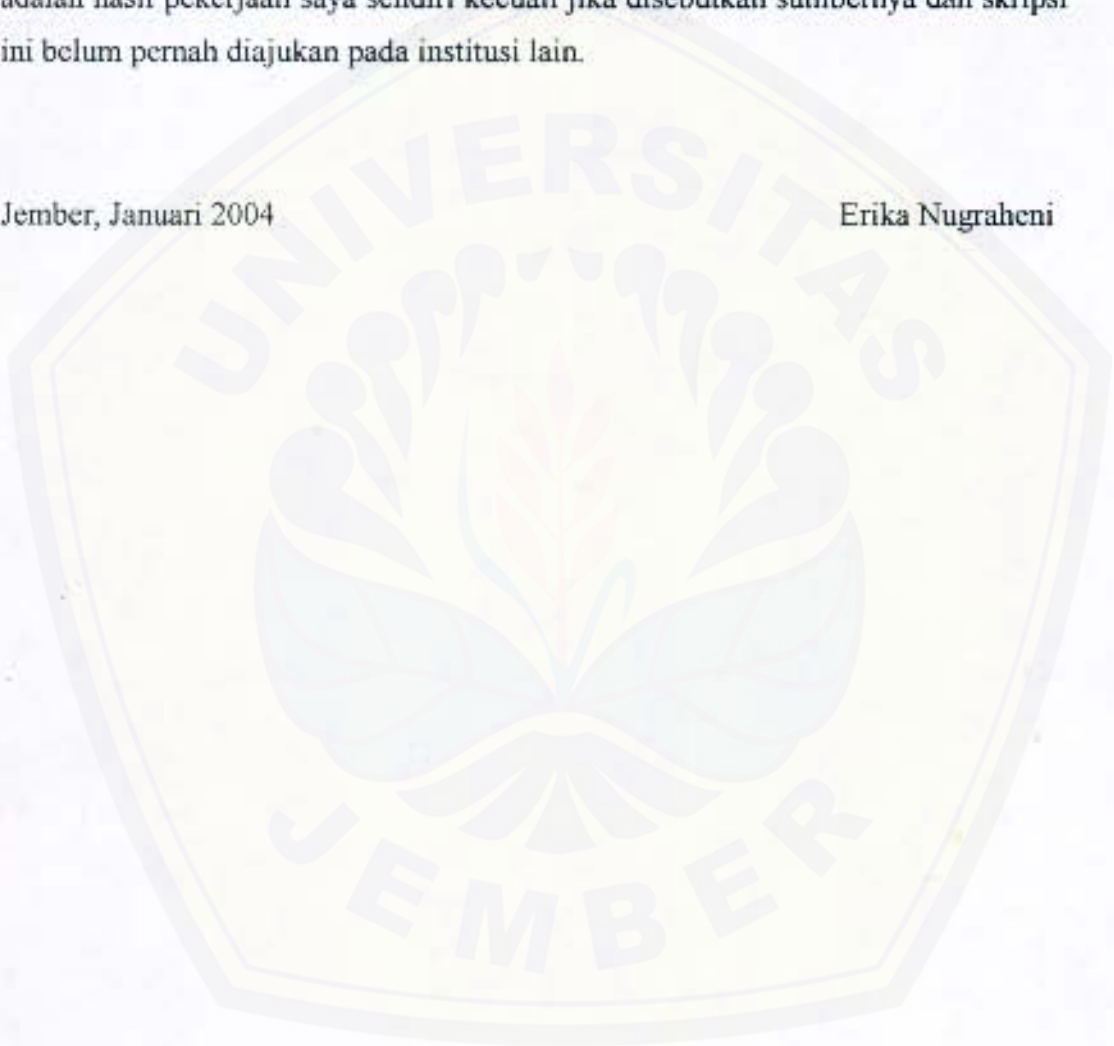 adalah hasil pekerjaan saya sendiri kecuali jika disebutkan sumbernya dan skripsi
ini belum pernah diajukan pada institusi lain.
Jember, Januari 2004 Erika Nugraheni
UNIVERSITAS
JEMBER